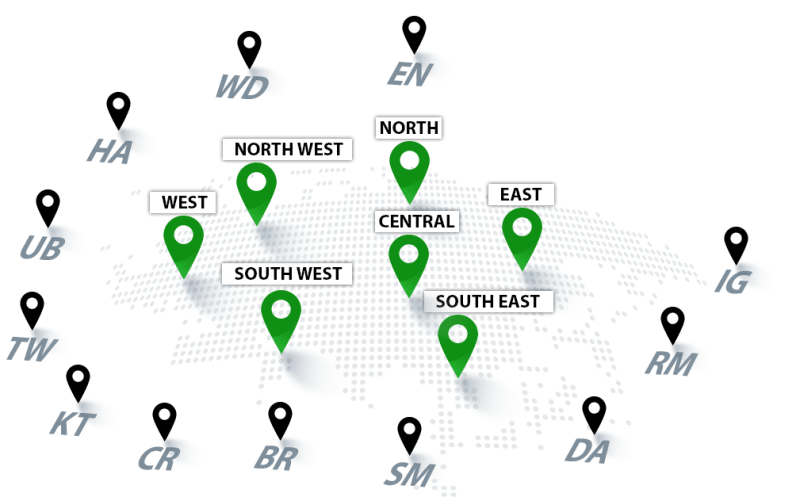 EN
WD
NORTH
HA
NORTH WEST
EAST
WEST
CENTRAL
UB
SOUTH WEST
IG
SOUTH EAST
TW
RM
KT
DA
CR
BR
SM